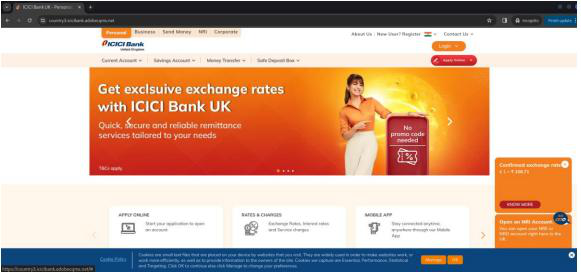 ICICI Bank - Personal
country3.icici.bank.adobecqms.net
Incognito
Finish update
Personal Business Send Money NRI Corporate
About Us New User? Register Contact Us
ICICI Bank
United Kingdom
Login
Current Account Savings Account Money Transfer Safe Deposit Box
Apply Online
Get exclsuive exchange rates
with ICICI Bank UK
Quick, secure and reliable remittance
services tailored to your needs
No
promo code
needed
T&Cs apply.
Confirmed exchange rate
KNOW MORE
Open an NRI Account
You can open your NRE or
NRO account right here in the
UK.
APPLY ONLINE
Start your application to open
an account
RATES & CHARGES
Exchange Rates, Interest rates
and Service charges
MOBILE APP
Stay connected anytime,
anywhere through our Mobile
App
Cookie Policy
Cookies are small text files that are placed on your device by websites that you visit. They are widely used in order to make websites work, or
work more efficiently, as well as to provide information to the owners of the site. Cookies we capture are Essential, Performance, Statistical
and Targeting. Click OK to continue else click Manage to change your preferences.
Manage OK
https://country3.icici.bank.adobecqms.net/#